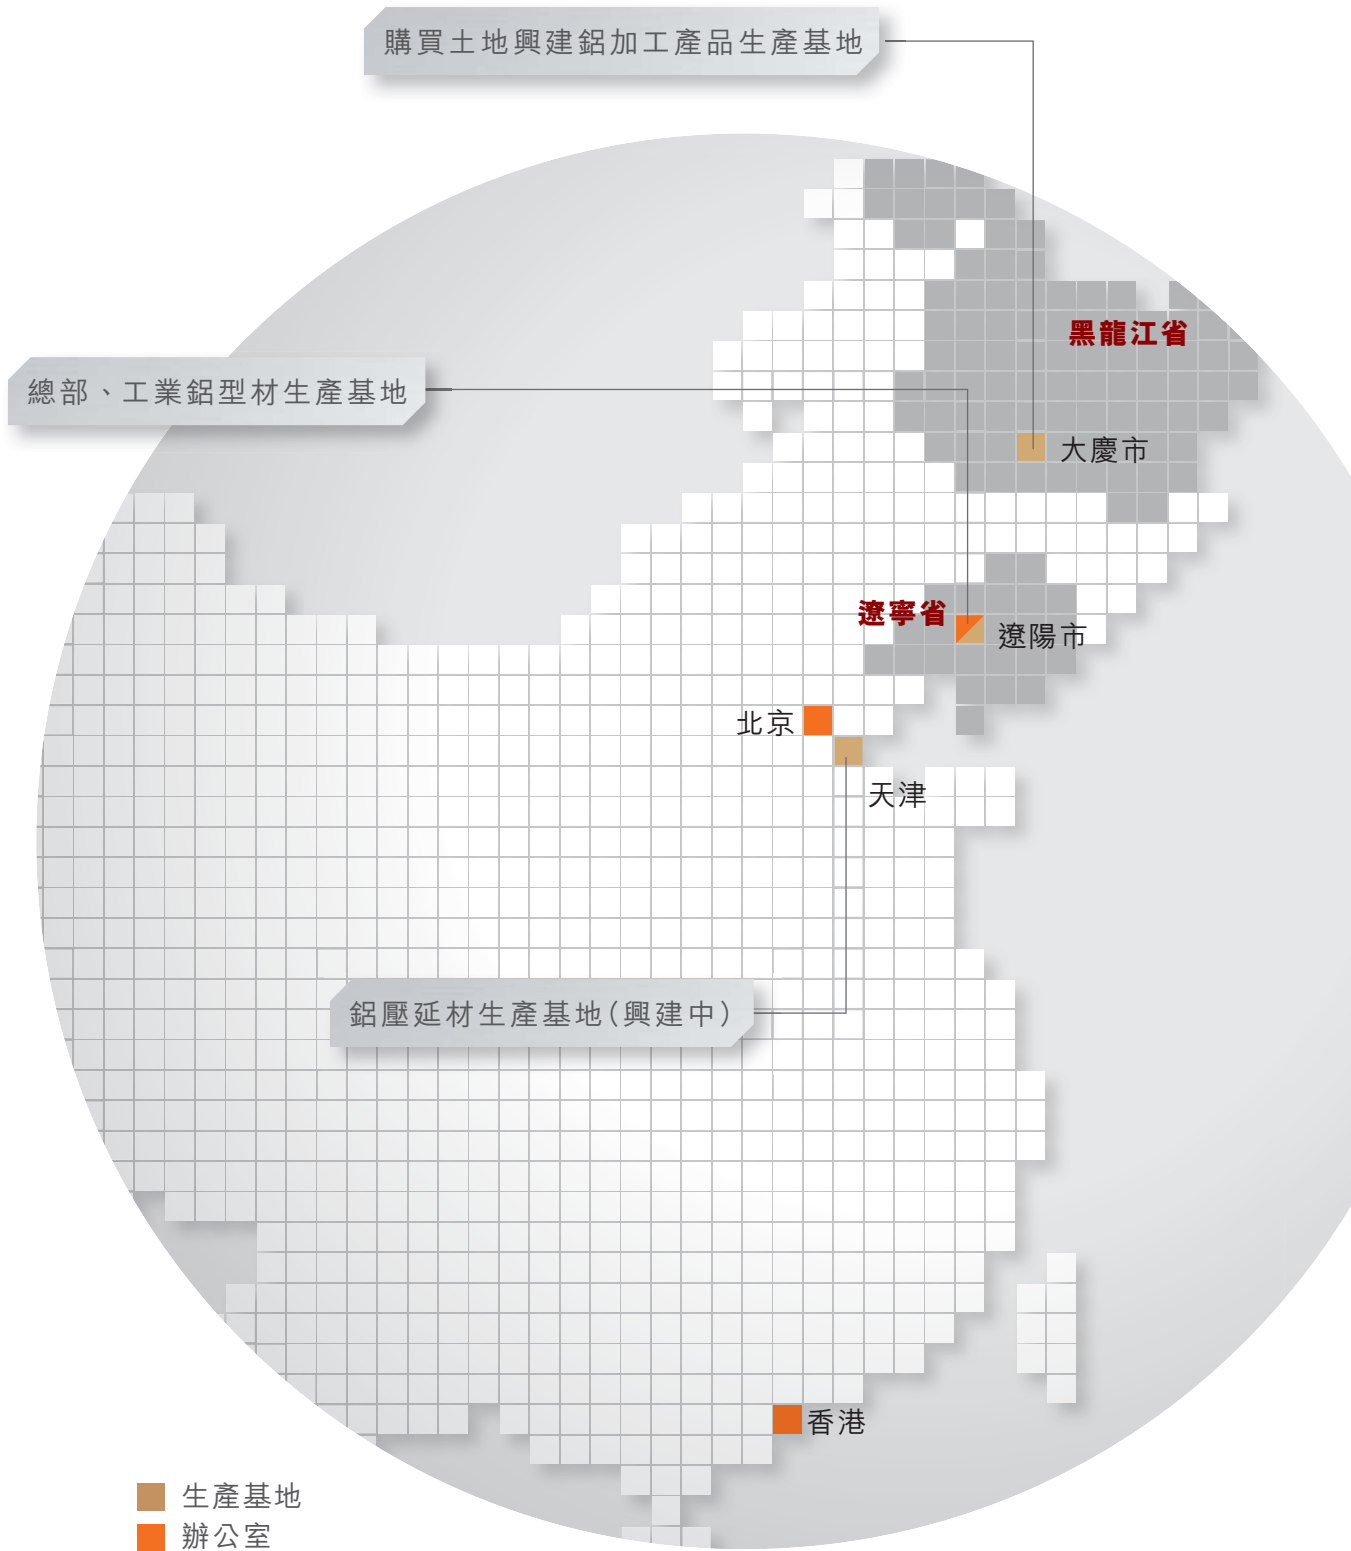 購買土地興建鋁加工產品生產基地
黑龍江省
總部、工業鋁型材生產基地
大慶市
遼寧省
遼陽市
北京
天津
鋁壓延材生產基地(興建中)
香港
生產基地
辦公室